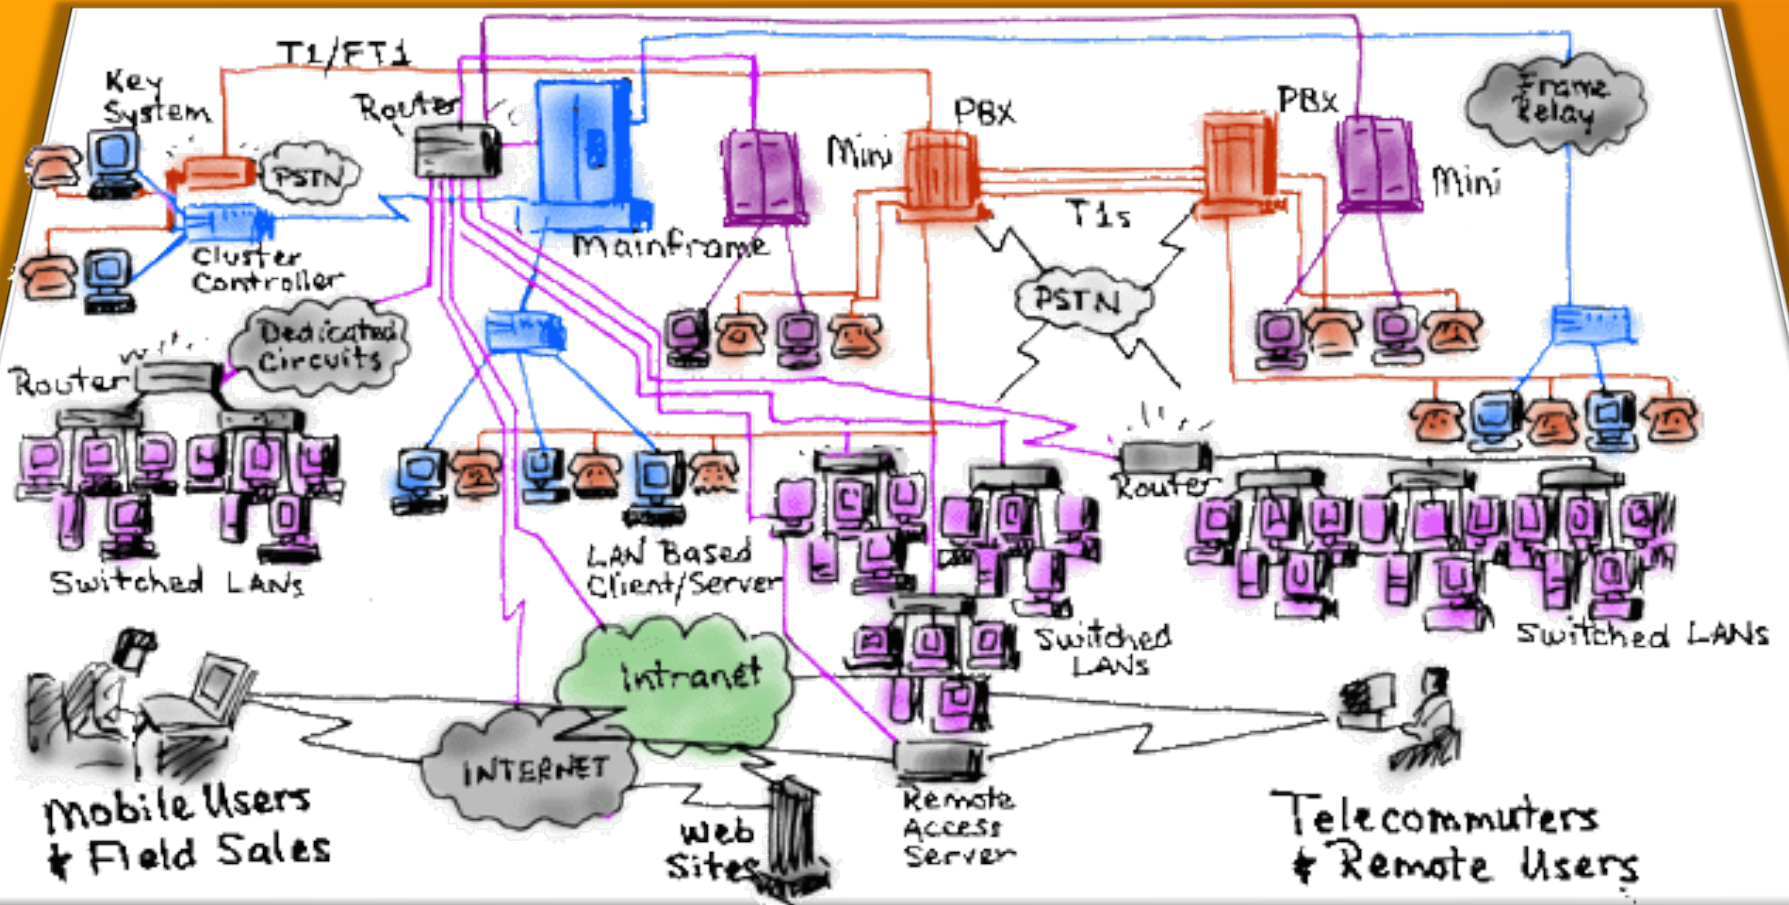 T1/FT1
Key
System
Router
PBX
PBX
Frame
Relay
Mini
PSTN
Mini
T1s
Mainframe
Cluster
Controller
PSTN
Dedicated
Circuits
Router
Router
LAN Based
Client/Server
Switched LANs
Switched
LANs
Switched LANs
Intranet
INTERNET
Mobile Users
& Field Sales
Web
Sites
Remote
Access
Server
Telecommuters
& Remote Users